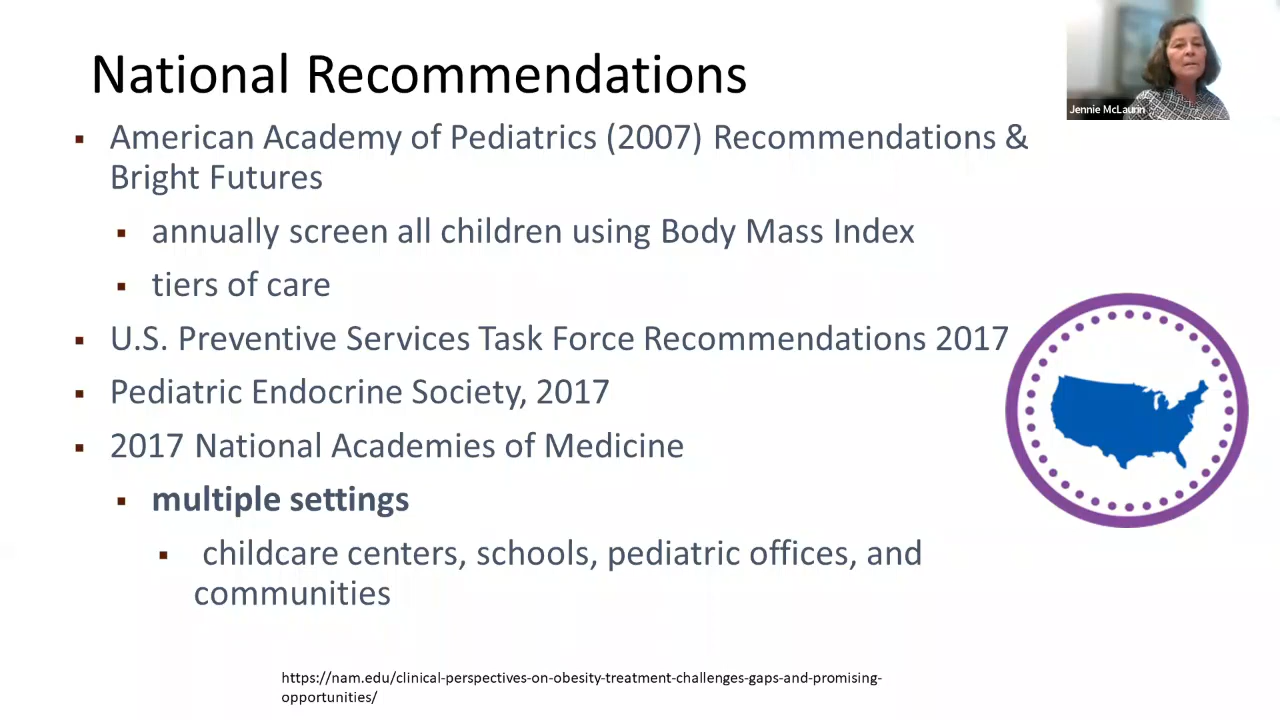 National Recommendations
Jennie McLaurin
▪ American Academy of Pediatrics (2007) Recommendations &
Bright Futures
▪ annually screen all children using Body Mass Index
▪ tiers of care
▪ U.S. Preventive Services Task Force Recommendations 2017
▪ Pediatric Endocrine Society, 2017
▪ 2017 National Academies of Medicine
▪ multiple settings
▪ childcare centers, schools, pediatric offices, and
communities
https://nam.edu/clinical-perspectives-on-obesity-treatment-challenges-gaps-and-promising-
opportunities/